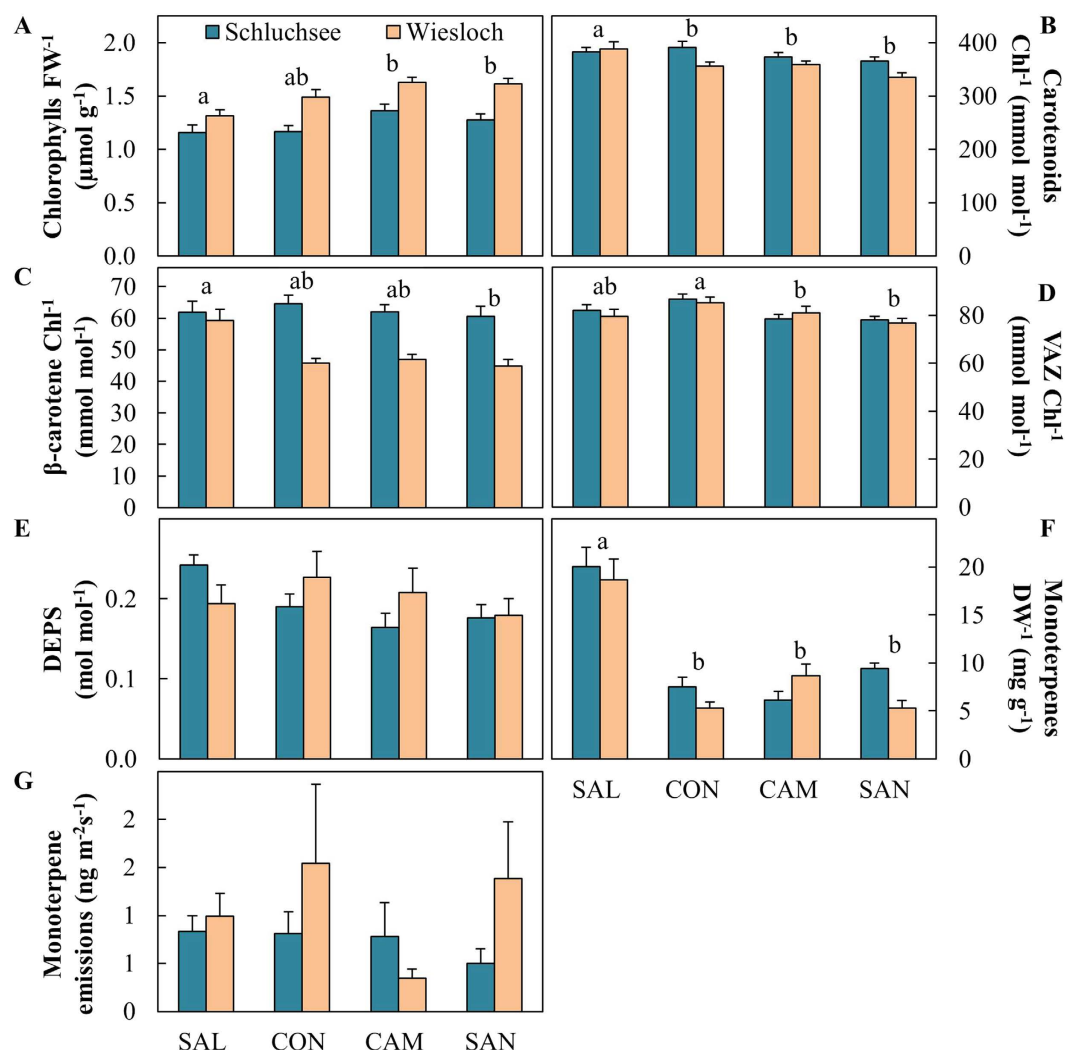 A
Schluchsee
Wiesloch
Chlorophylls FW⁻¹
(µmol g⁻¹)
2.0
1.5
1.0
0.5
0.0
a
ab
b
b
B
Carotenoids
Chl⁻¹ (mmol mol⁻¹)
400
300
200
100
0
a
b
b
b
C
β-carotene Chl⁻¹
(mmol mol⁻¹)
70
60
50
40
30
20
10
0
a
ab
ab
b
D
VAZ Chl⁻¹
(mmol mol⁻¹)
80
60
40
20
0
ab
a
b
b
E
DEPS
(mol mol⁻¹)
0.2
0.1
0.0
F
Monoterpenes
DW⁻¹ (mg g⁻¹)
20
15
10
5
0
a
b
b
b
SAL CON CAM SAN
G
Monoterpene
emissions (ng m⁻²s⁻¹)
2
2
1
1
0
SAL CON CAM SAN